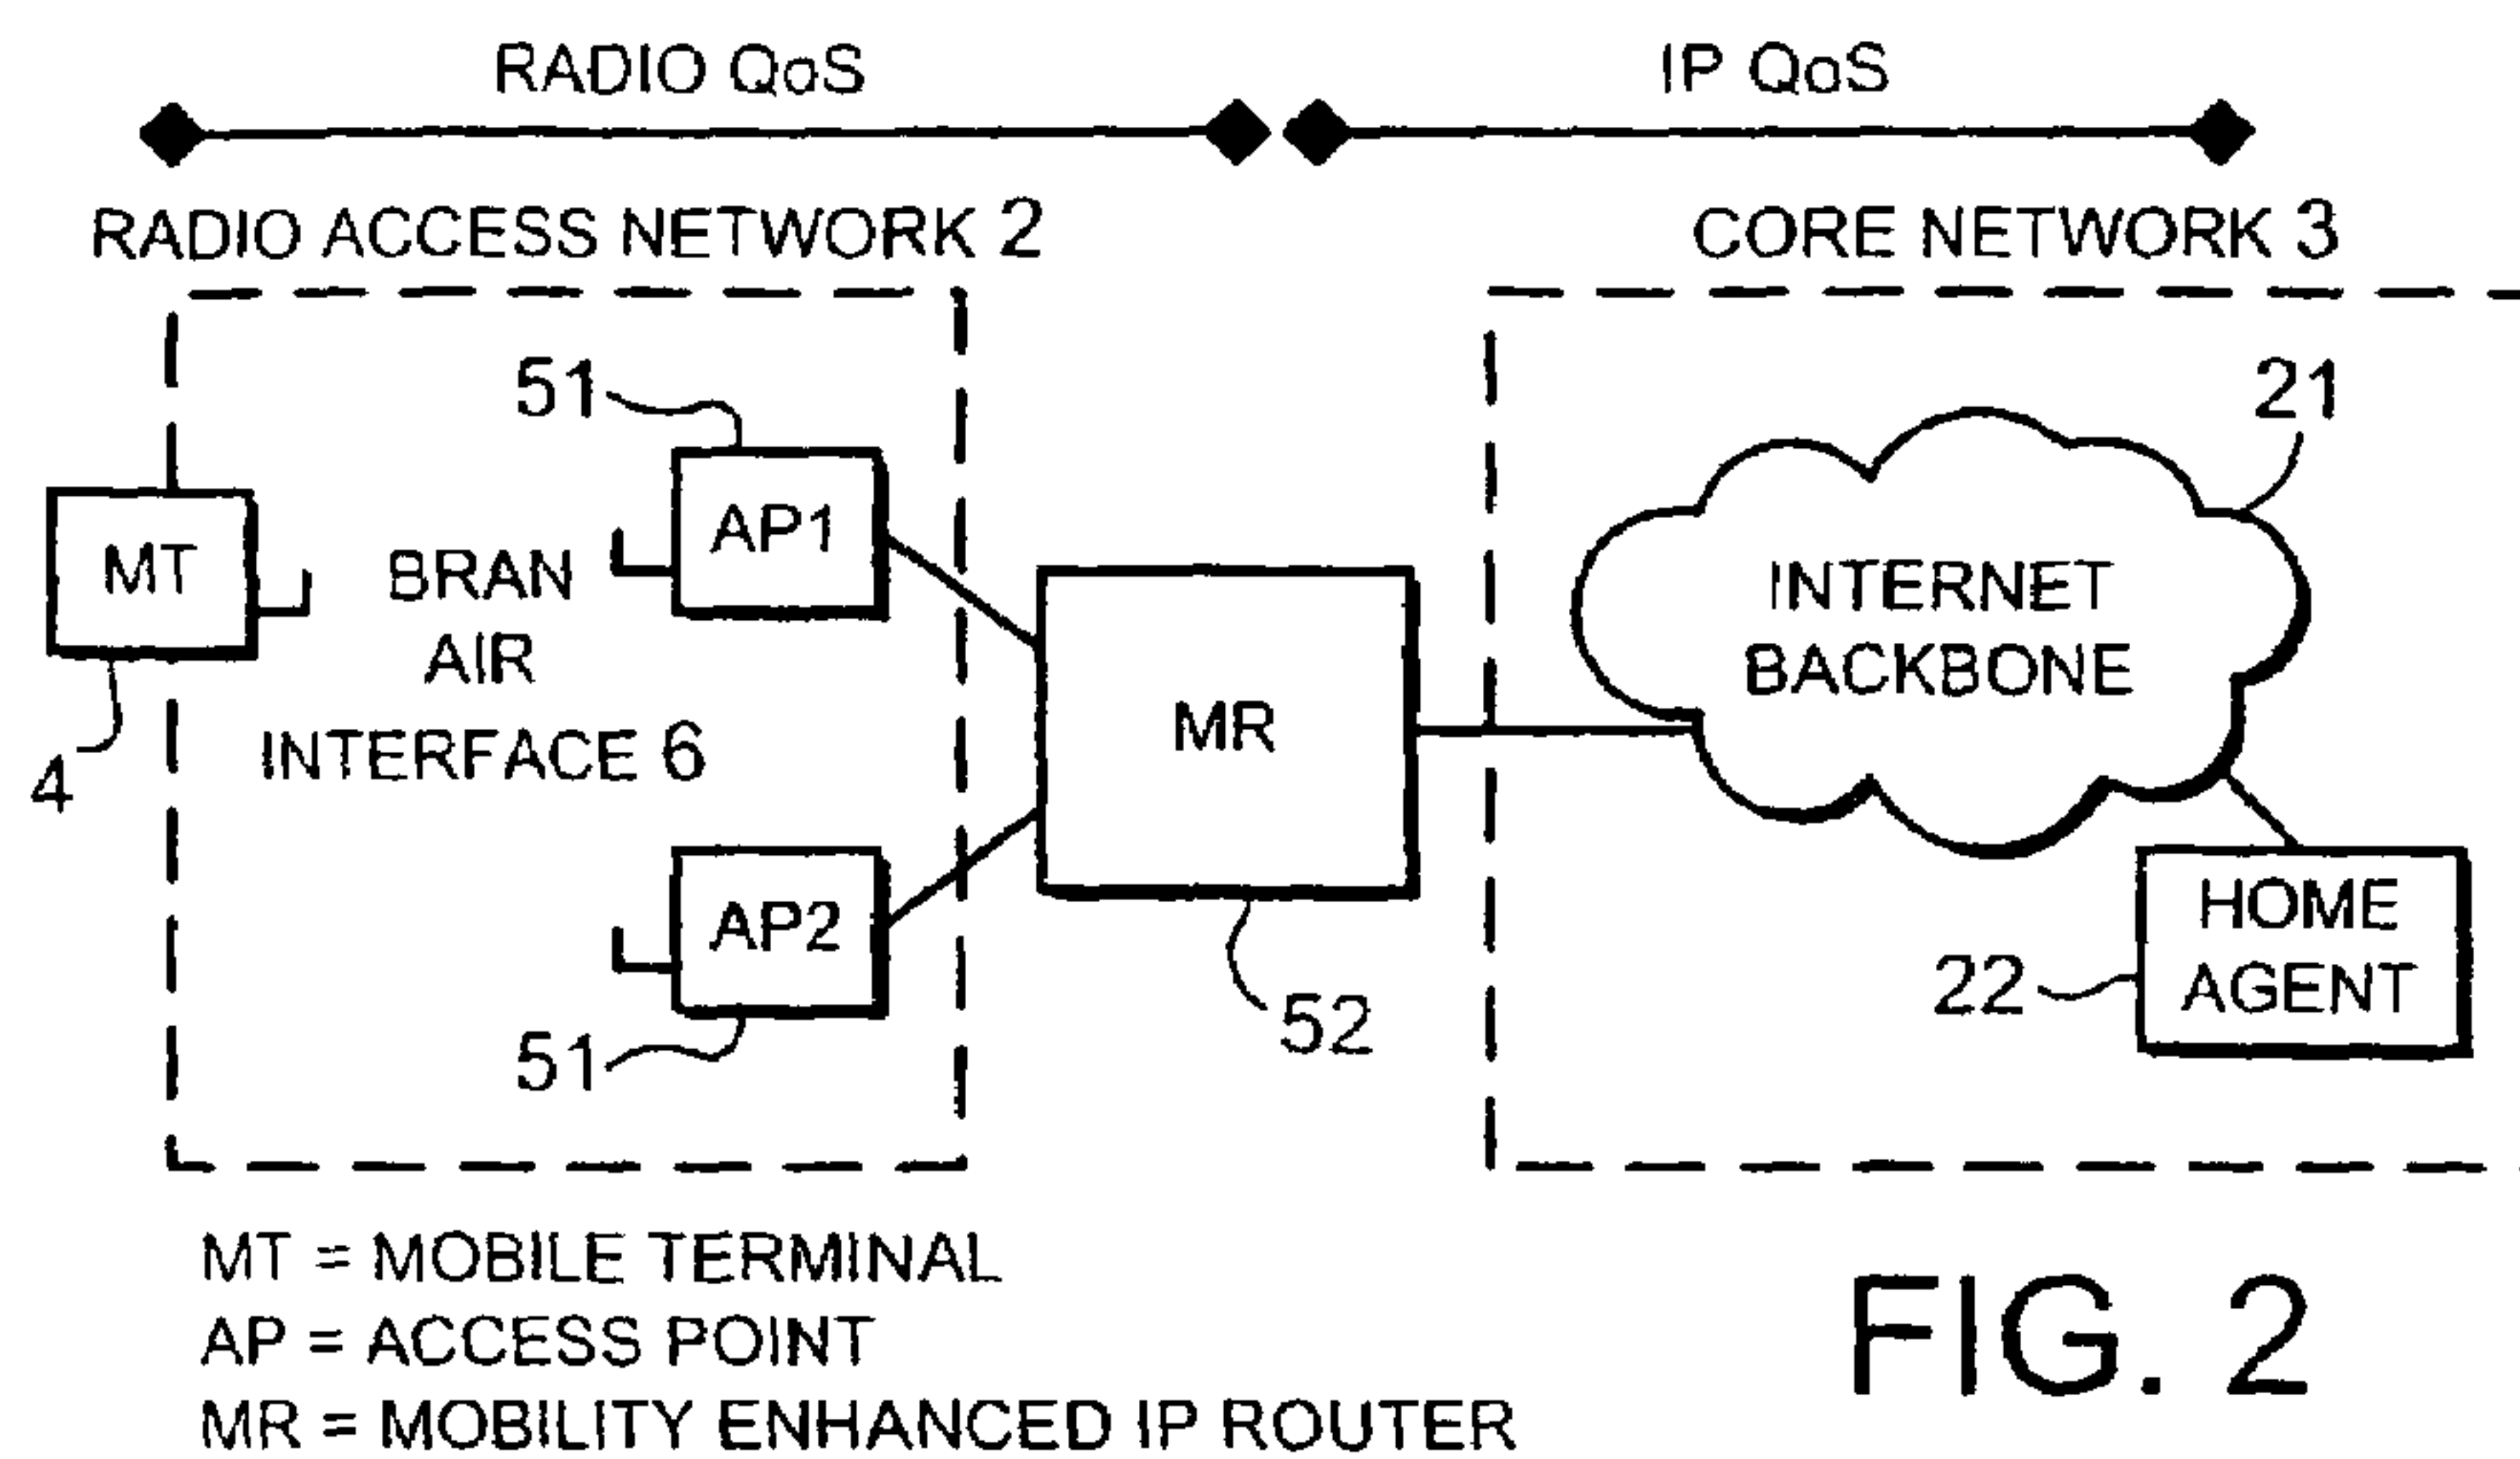 RADIO QoS
IP QoS
RADIO ACCESS NETWORK 2
CORE NETWORK 3
51
21
AP1
MT
BRAN
AIR
INTERFACE 6
4
INTERNET
BACKBONE
MR
AP2
HOME
AGENT
22
52
51
MT = MOBILE TERMINAL
AP = ACCESS POINT
MR = MOBILITY ENHANCED IP ROUTER
FIG. 2